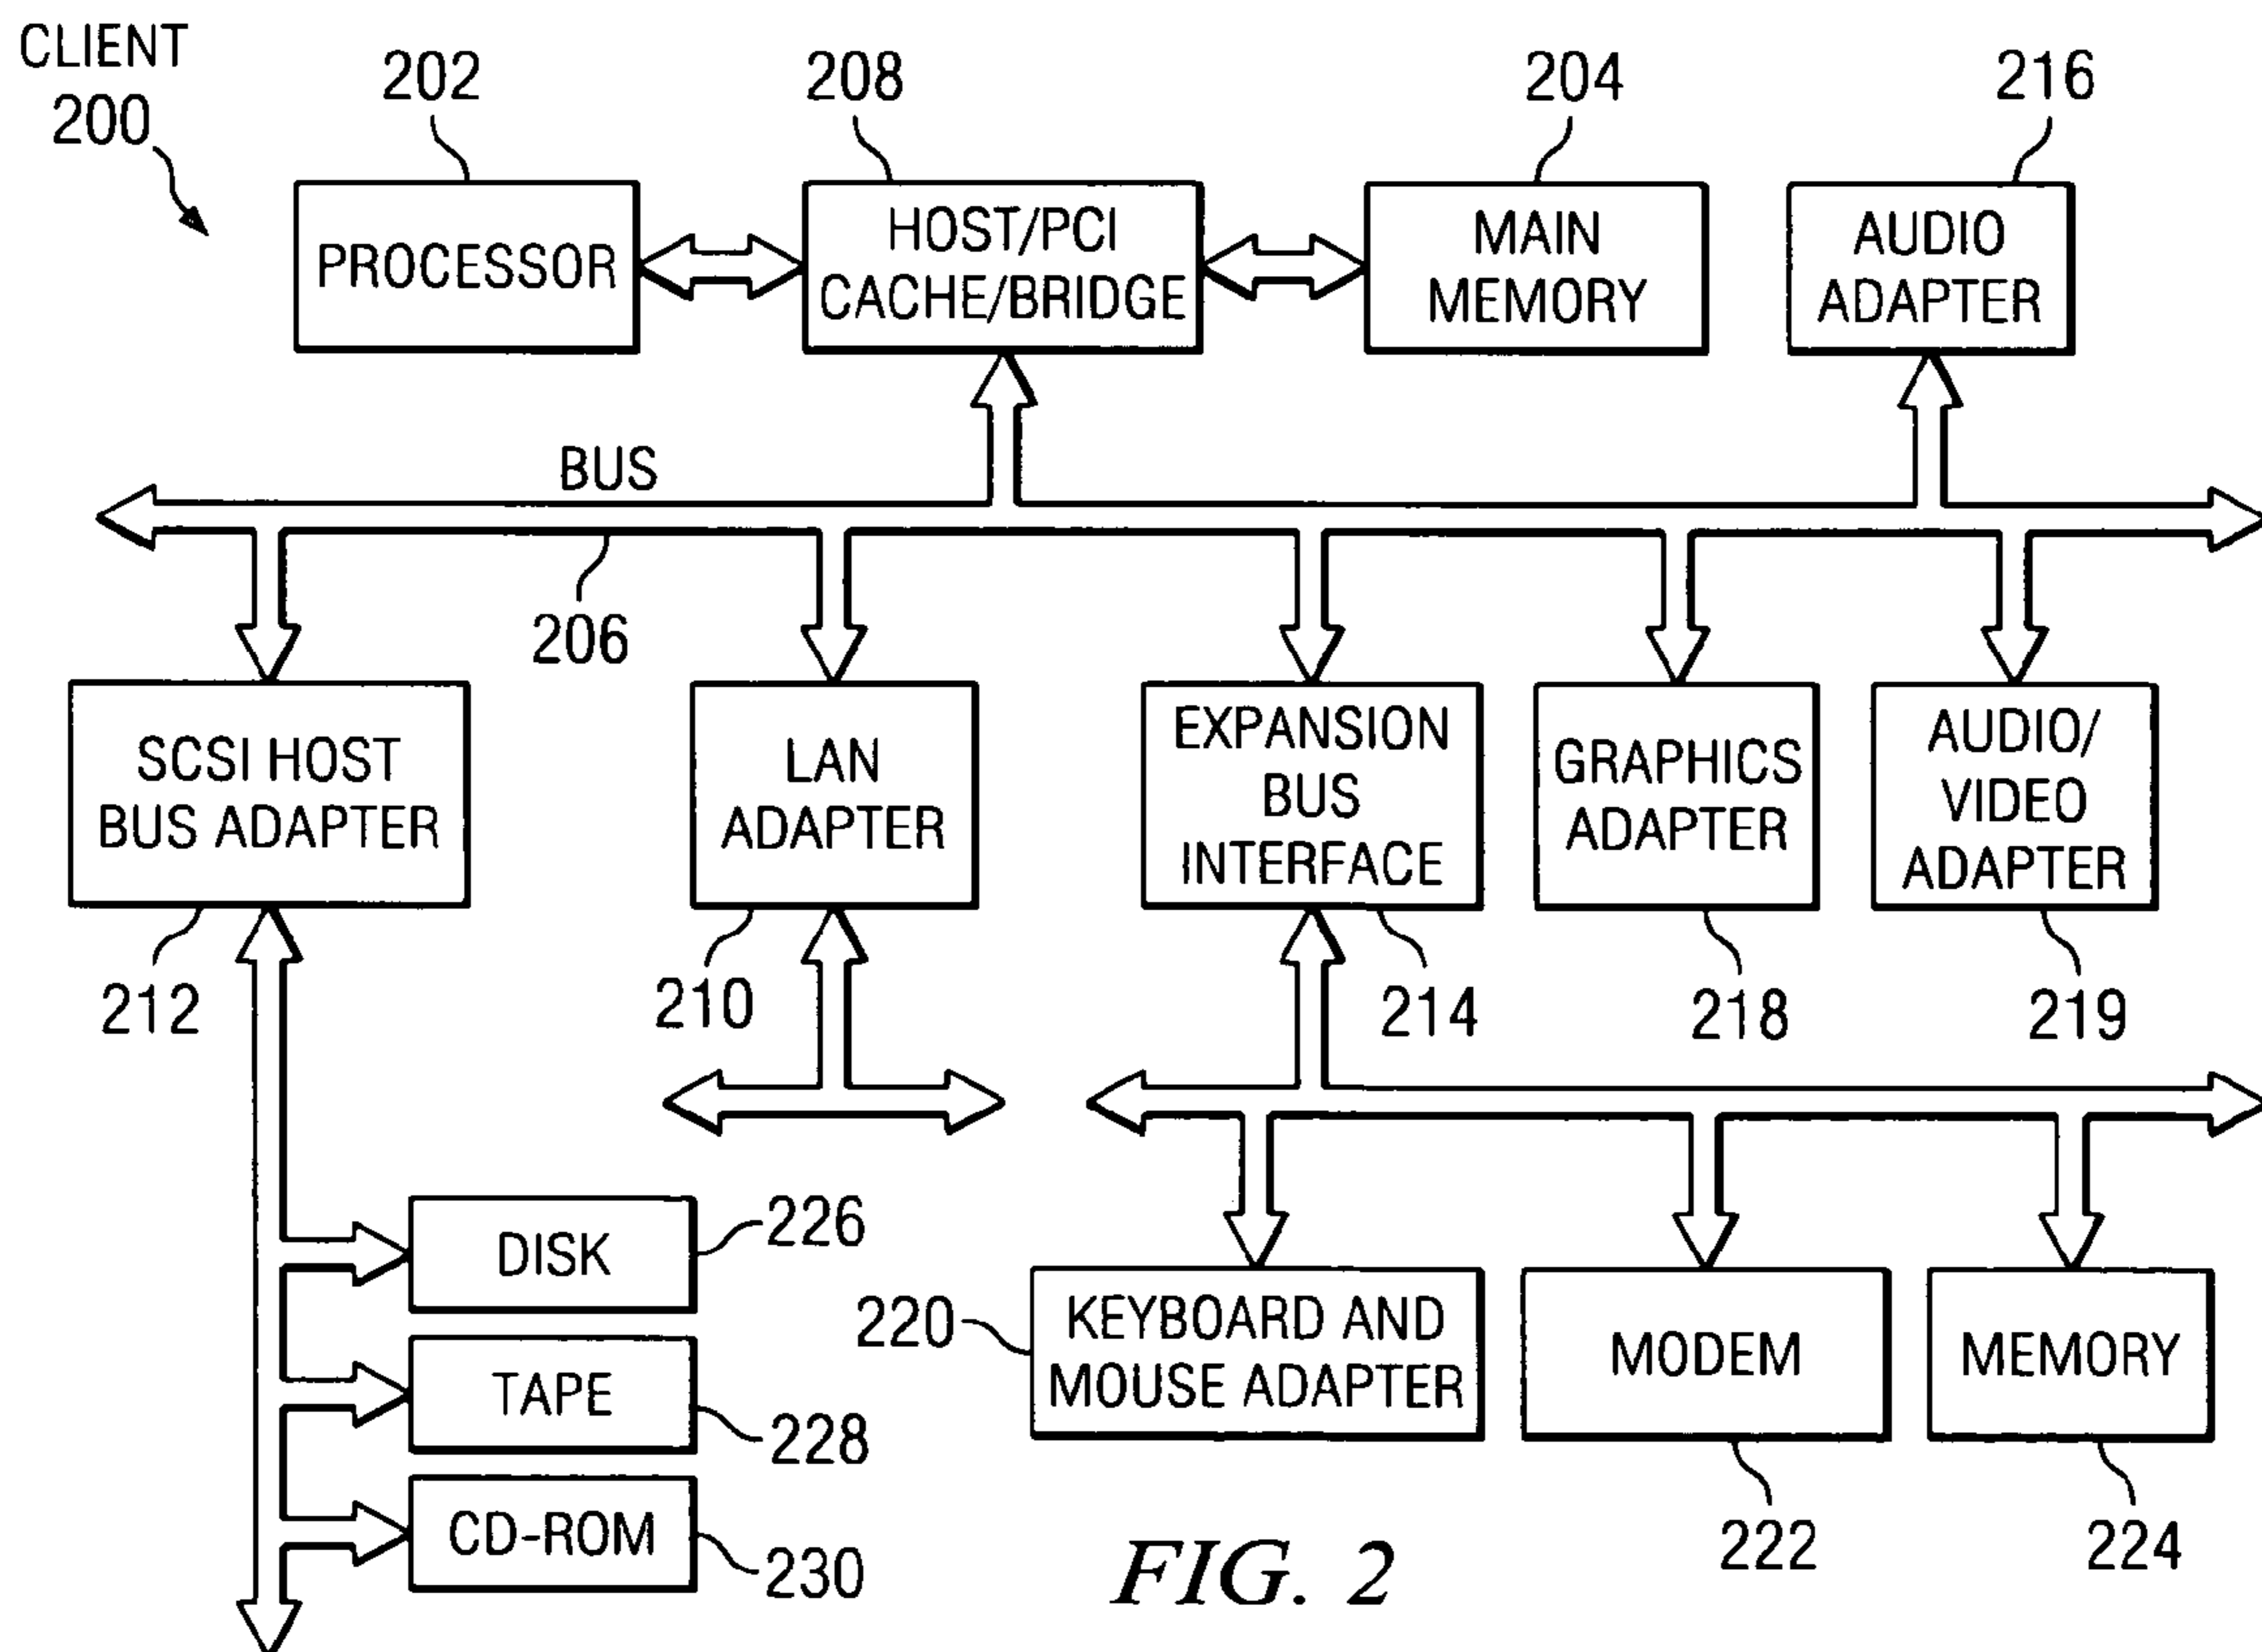 CLIENT
200
202
208
204
216
PROCESSOR
HOST/PCI
CACHE/BRIDGE
MAIN
MEMORY
AUDIO
ADAPTER
BUS
206
SCSI HOST
BUS ADAPTER
LAN
ADAPTER
EXPANSION
BUS
INTERFACE
GRAPHICS
ADAPTER
AUDIO/
VIDEO
ADAPTER
212
210
214
218
219
DISK
226
TAPE
228
CD-ROM
230
220
KEYBOARD AND
MOUSE ADAPTER
MODEM
MEMORY
222
224
FIG. 2